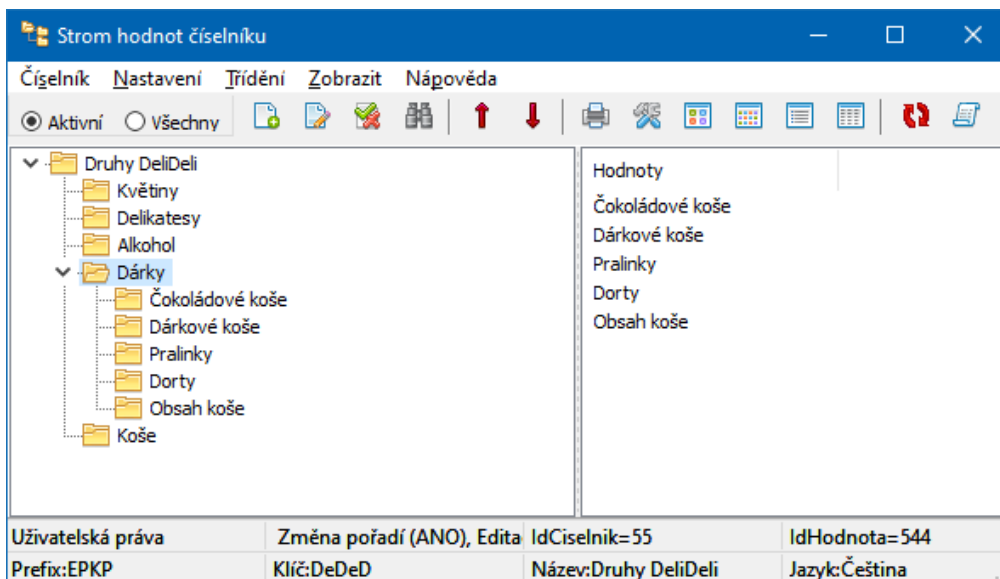 Strom hodnot číselníku
Číselník Nastavení Třídění Zobrazit Nápověda
Aktivní Všechny
Druhy DeliDeli
Květiny
Delikatesy
Alkohol
Dárky
Čokoládové koše
Dárkové koše
Pralinky
Dorty
Obsah koše
Koše
Hodnoty
Čokoládové koše
Dárkové koše
Pralinky
Dorty
Obsah koše
Uživatelská práva Změna pořadí (ANO), Edita IdCiselnik=55 IdHodnota=544
Prefix:EPKP Klíč:DeDeD Název:Druhy DeliDeli Jazyk:Čeština